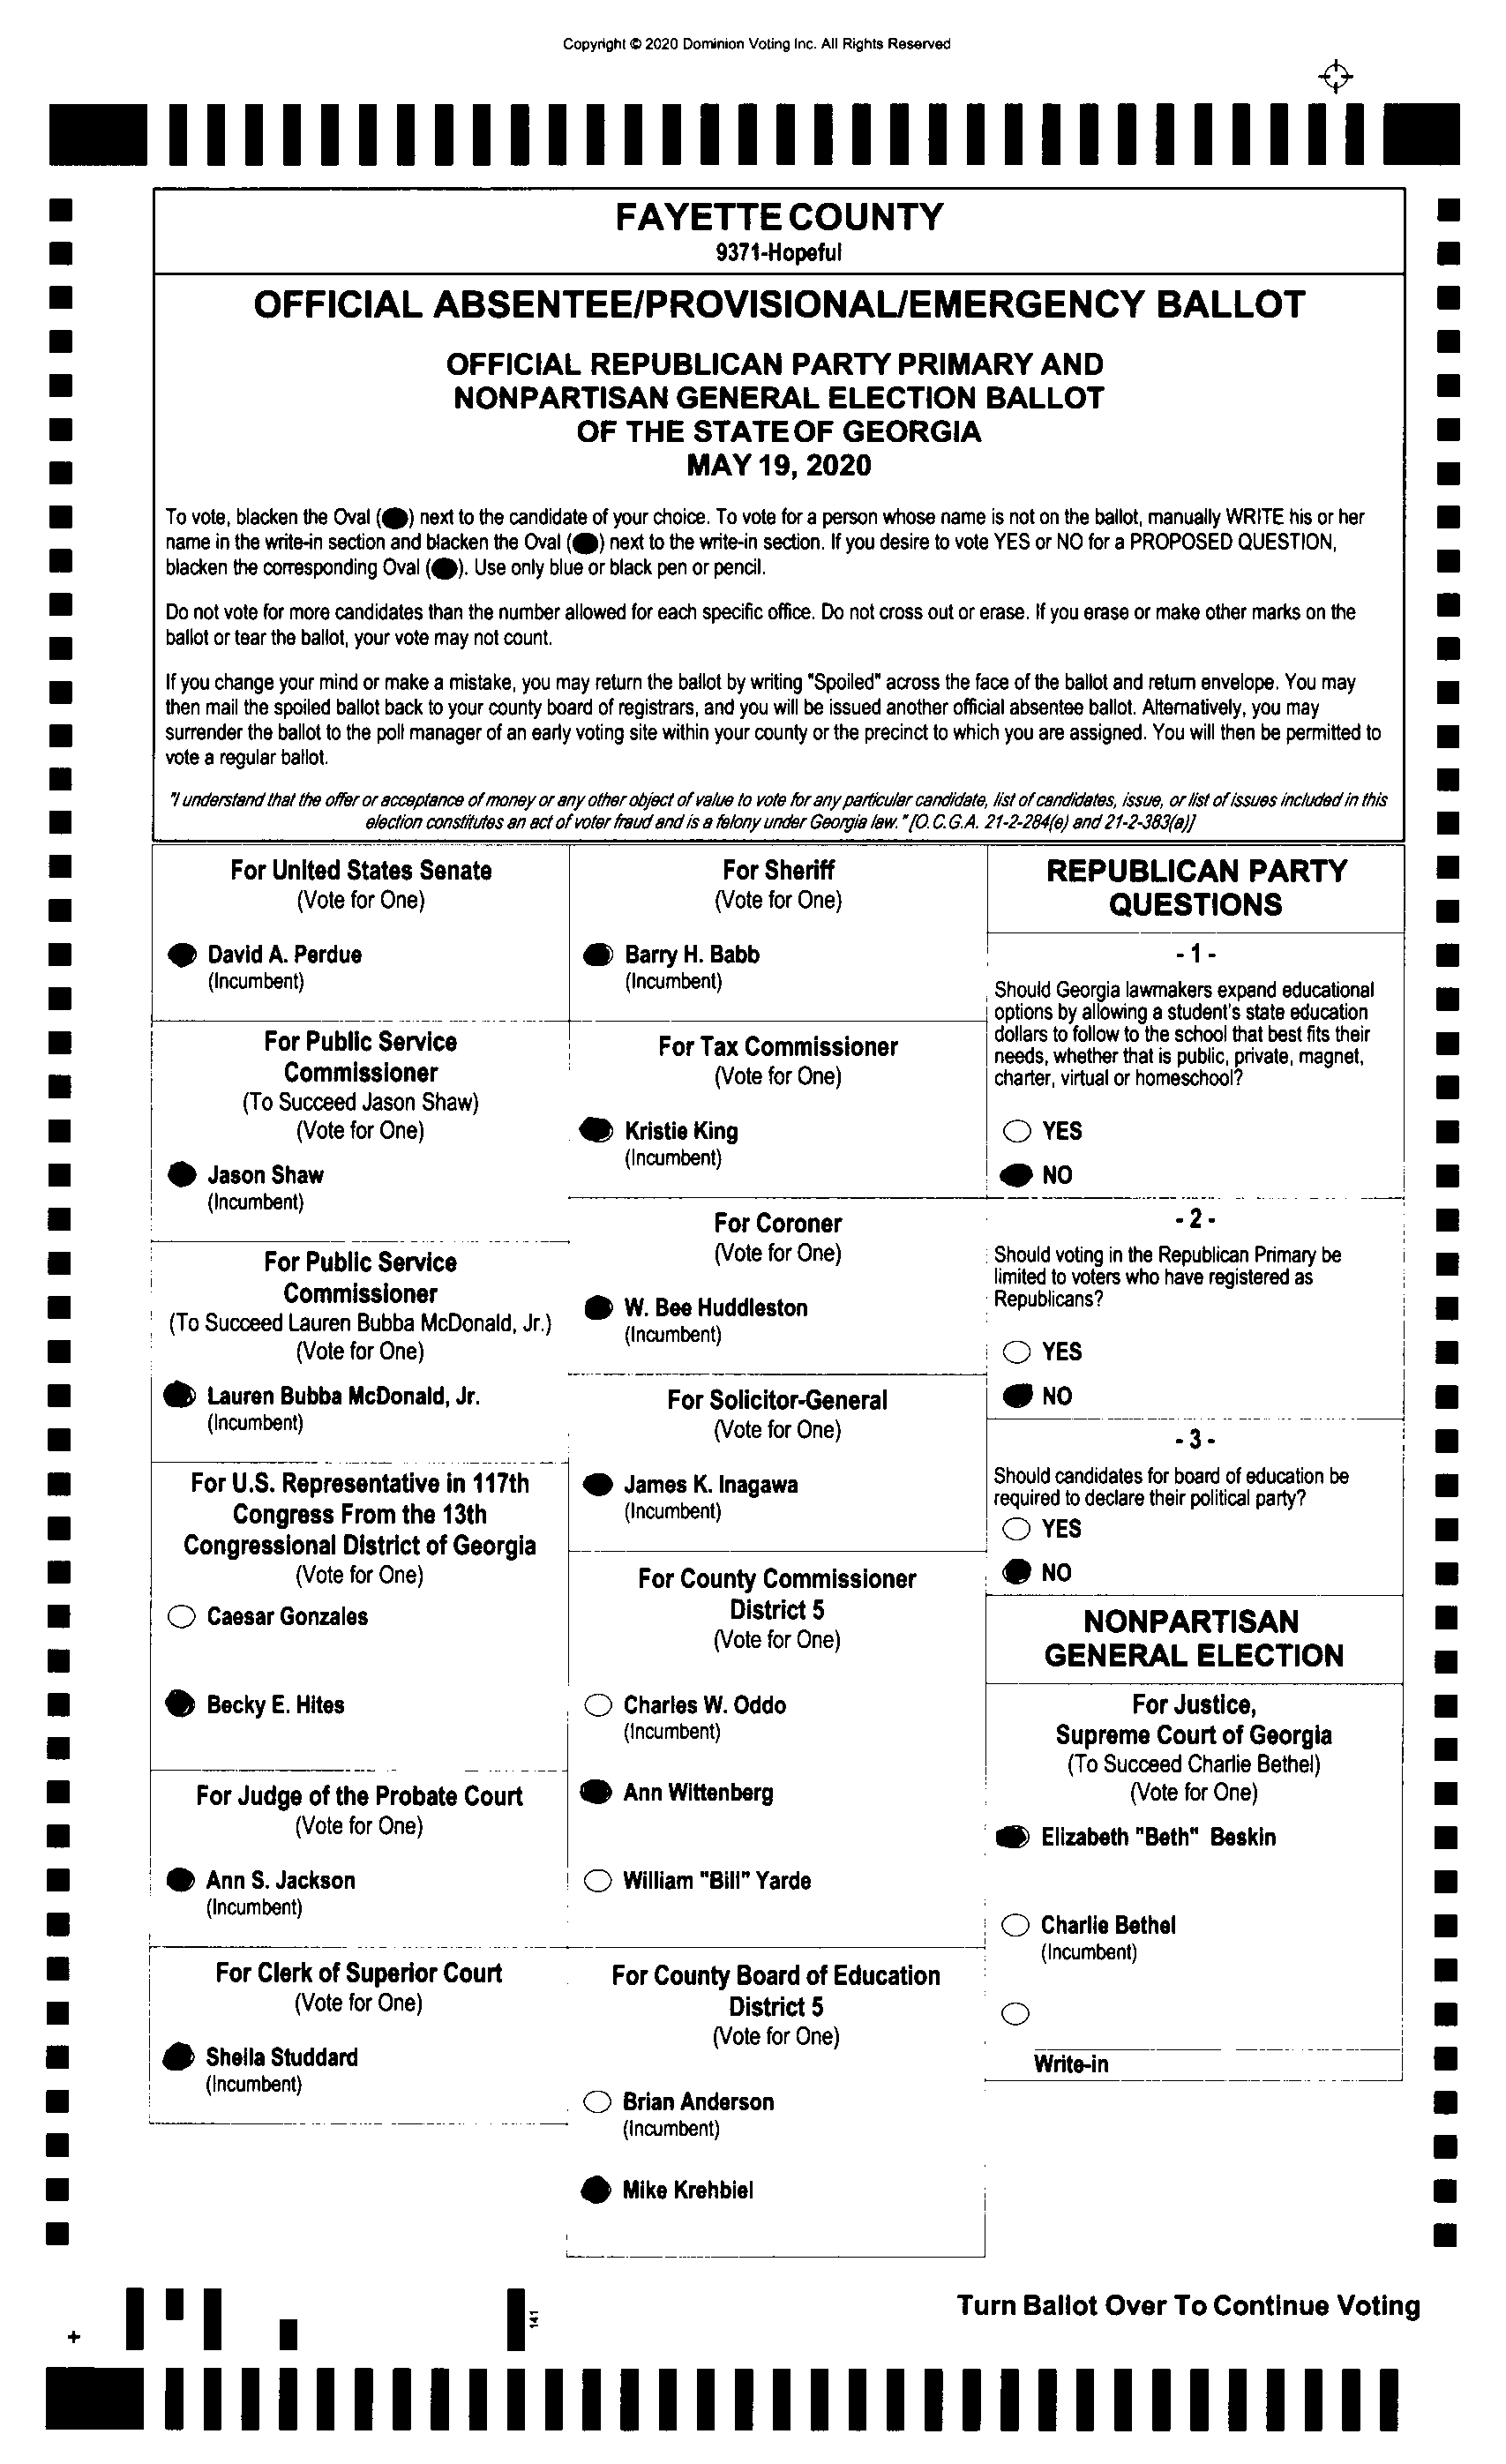 Copyright © 2020 Dominion Voting Inc. All Rights Reserved
FAYETTE COUNTY
9371-Hopeful
OFFICIAL ABSENTEE/PROVISIONAL/EMERGENCY BALLOT
OFFICIAL REPUBLICAN PARTY PRIMARY AND
NONPARTISAN GENERAL ELECTION BALLOT
OF THE STATE OF GEORGIA
MAY 19, 2020
To vote, blacken the Oval (●) next to the candidate of your choice. To vote for a person whose name is not on the ballot, manually WRITE his or her
name in the write-in section and blacken the Oval (●) next to the write-in section. If you desire to vote YES or NO for a PROPOSED QUESTION,
blacken the corresponding Oval (●). Use only blue or black pen or pencil.
Do not vote for more candidates than the number allowed for each specific office. Do not cross out or erase. If you erase or make other marks on the
ballot or tear the ballot, your vote may not count.
If you change your mind or make a mistake, you may return the ballot by writing "Spoiled" across the face of the ballot and return envelope. You may
then mail the spoiled ballot back to your county board of registrars, and you will be issued another official absentee ballot. Alternatively, you may
surrender the ballot to the poll manager of an early voting site within your county or the precinct to which you are assigned. You will then be permitted to
vote a regular ballot.
"I understand that the offer or acceptance of money or any other object of value to vote for any particular candidate, list of candidates, issue, or list of issues included in this
election constitutes an act of voter fraud and is a felony under Georgia law." [O.C.G.A. 21-2-284(e) and 21-2-383(a)]
For United States Senate
(Vote for One)
David A. Perdue
(Incumbent)
For Public Service
Commissioner
(To Succeed Jason Shaw)
(Vote for One)
Jason Shaw
(Incumbent)
For Public Service
Commissioner
(To Succeed Lauren Bubba McDonald, Jr.)
(Vote for One)
Lauren Bubba McDonald, Jr.
(Incumbent)
For U.S. Representative in 117th
Congress From the 13th
Congressional District of Georgia
(Vote for One)
Caesar Gonzales
Becky E. Hites
For Judge of the Probate Court
(Vote for One)
Ann S. Jackson
(Incumbent)
For Clerk of Superior Court
(Vote for One)
Sheila Studdard
(Incumbent)
For Sheriff
(Vote for One)
Barry H. Babb
(Incumbent)
For Tax Commissioner
(Vote for One)
Kristie King
(Incumbent)
For Coroner
(Vote for One)
W. Bee Huddleston
(Incumbent)
For Solicitor-General
(Vote for One)
James K. Inagawa
(Incumbent)
For County Commissioner
District 5
(Vote for One)
Charles W. Oddo
(Incumbent)
Ann Wittenberg
William "Bill" Yarde
For County Board of Education
District 5
(Vote for One)
Brian Anderson
(Incumbent)
Mike Krehbiel
REPUBLICAN PARTY
QUESTIONS
- 1 -
Should Georgia lawmakers expand educational
options by allowing a student's state education
dollars to follow to the school that best fits their
needs, whether that is public, private, magnet,
charter, virtual or homeschool?
YES
NO
- 2 -
Should voting in the Republican Primary be
limited to voters who have registered as
Republicans?
YES
NO
- 3 -
Should candidates for board of education be
required to declare their political party?
YES
NO
NONPARTISAN
GENERAL ELECTION
For Justice,
Supreme Court of Georgia
(To Succeed Charlie Bethel)
(Vote for One)
Elizabeth "Beth" Beskin
Charlie Bethel
(Incumbent)
Write-in
Turn Ballot Over To Continue Voting
141